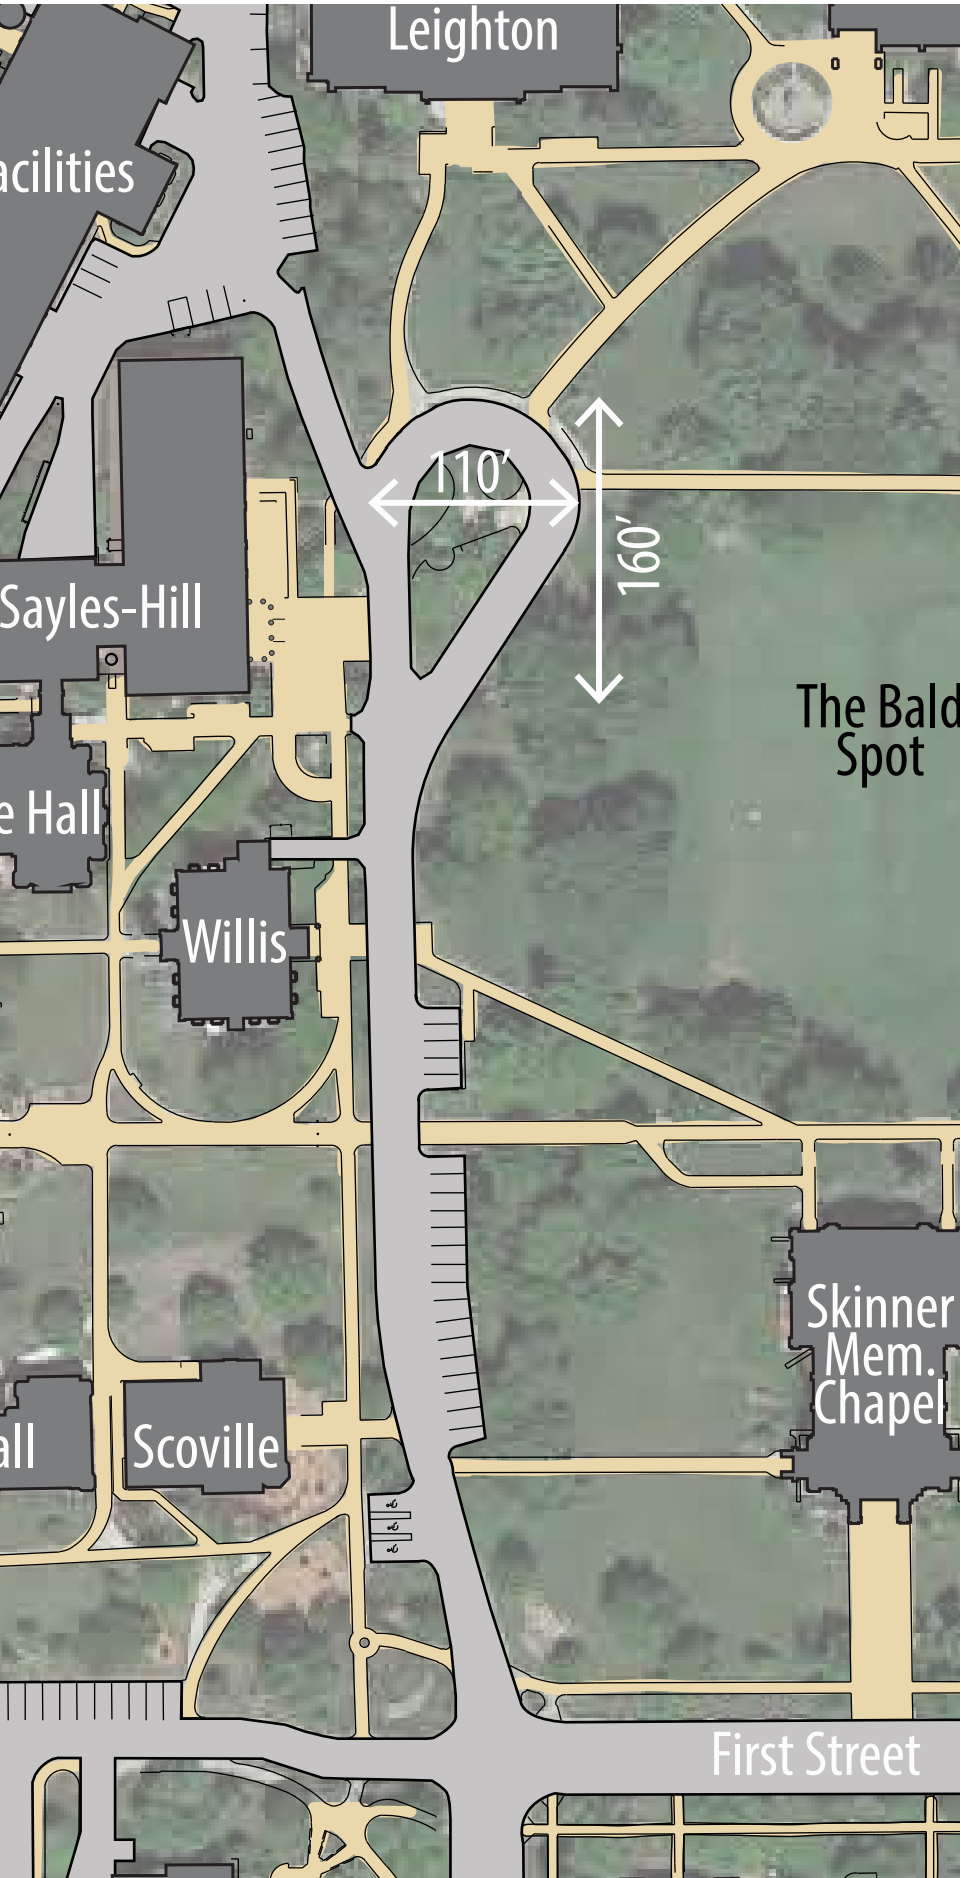 Leighton
acilities
110'
160'
Sayles-Hill
The Bald
Spot
e Hall
Willis
Skinner
Mem.
Chapel
all
Scoville
First Street